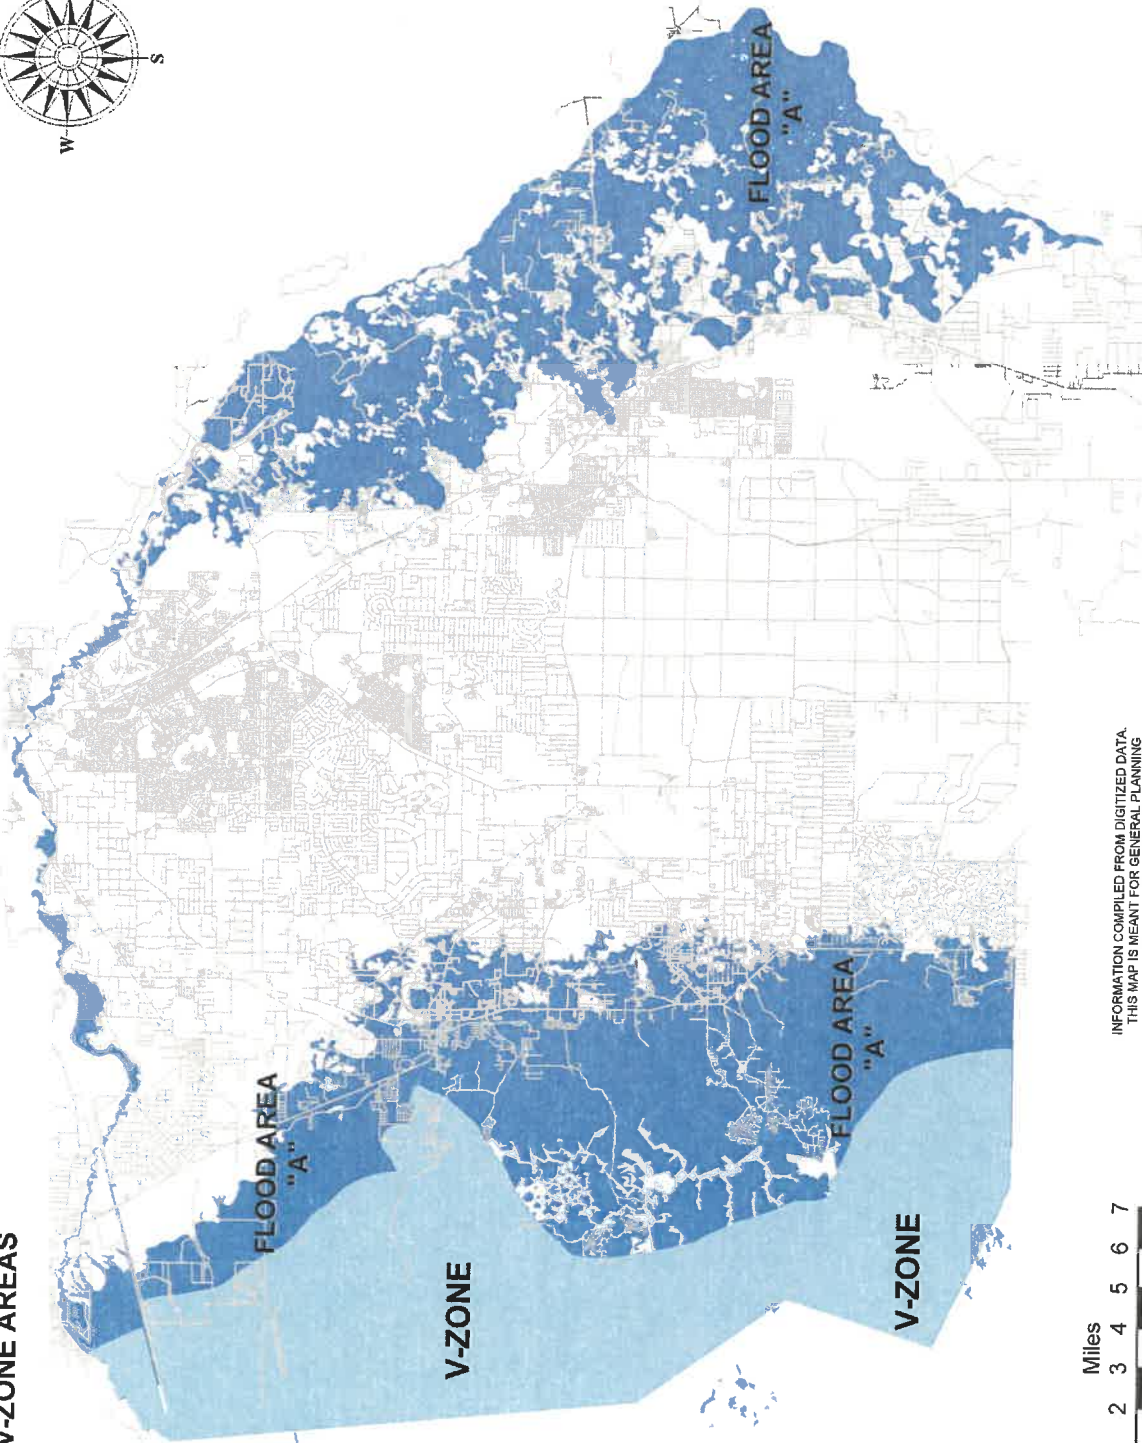 V-ZONE AREAS
W
S
FLOOD AREA
"A"
FLOOD AREA
"A"
FLOOD AREA
"A"
V-ZONE
V-ZONE
Miles
2 3 4 5 6 7
INFORMATION COMPILED FROM DIGITIZED DATA.
THIS MAP IS MEANT FOR GENERAL PLANNING